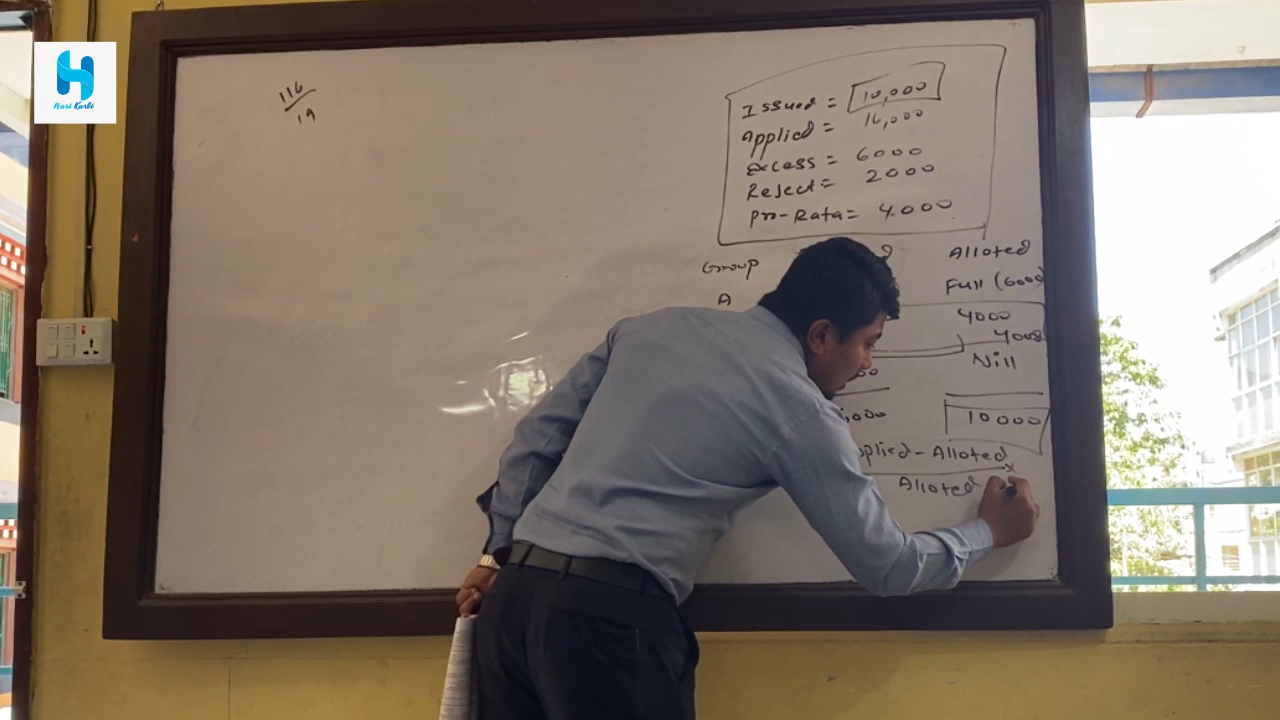 Hari Karki
116
19
Issued = 10,000
Applied = 16,000
Excess = 6000
Reject = 2000
Pro-Rata = 4000
Group Alloted
A Full (6000)
4000
4000
Nill
10000
Applied - Alloted
Alloted